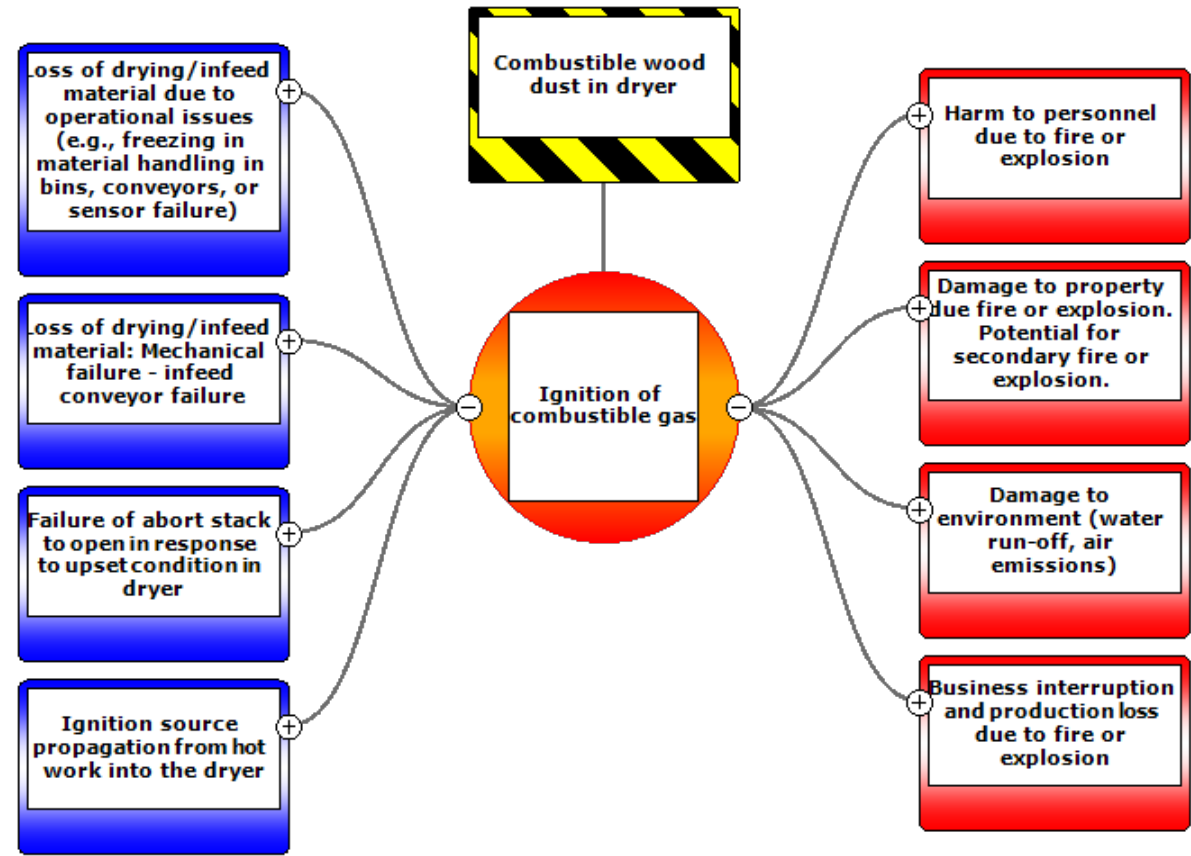 Combustible wood
dust in dryer
Loss of drying/infeed
material due to
operational issues
(e.g., freezing in
material handling in
bins, conveyors, or
sensor failure)
Loss of drying/infeed
material: Mechanical
failure - infeed
conveyor failure
Failure of abort stack
to open in response
to upset condition in
dryer
Ignition source
propagation from hot
work into the dryer
Ignition of
combustible gas
Harm to personnel
due to fire or
explosion
Damage to property
due fire or explosion.
Potential for
secondary fire or
explosion.
Damage to
environment (water
run-off, air
emissions)
Business interruption
and production loss
due to fire or
explosion